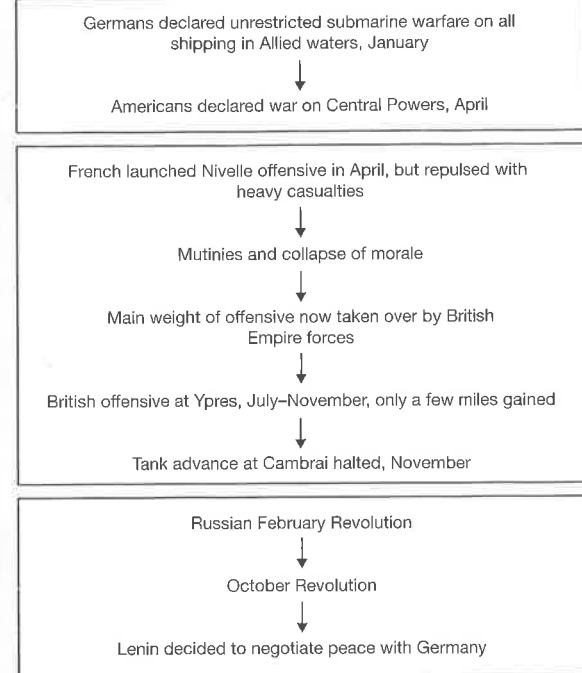 Germans declared unrestricted submarine warfare on all
shipping in Allied waters, January
Americans declared war on Central Powers, April
French launched Nivelle offensive in April, but repulsed with
heavy casualties
Mutinies and collapse of morale
Main weight of offensive now taken over by British
Empire forces
British offensive at Ypres, July–November, only a few miles gained
Tank advance at Cambrai halted, November
Russian February Revolution
October Revolution
Lenin decided to negotiate peace with Germany